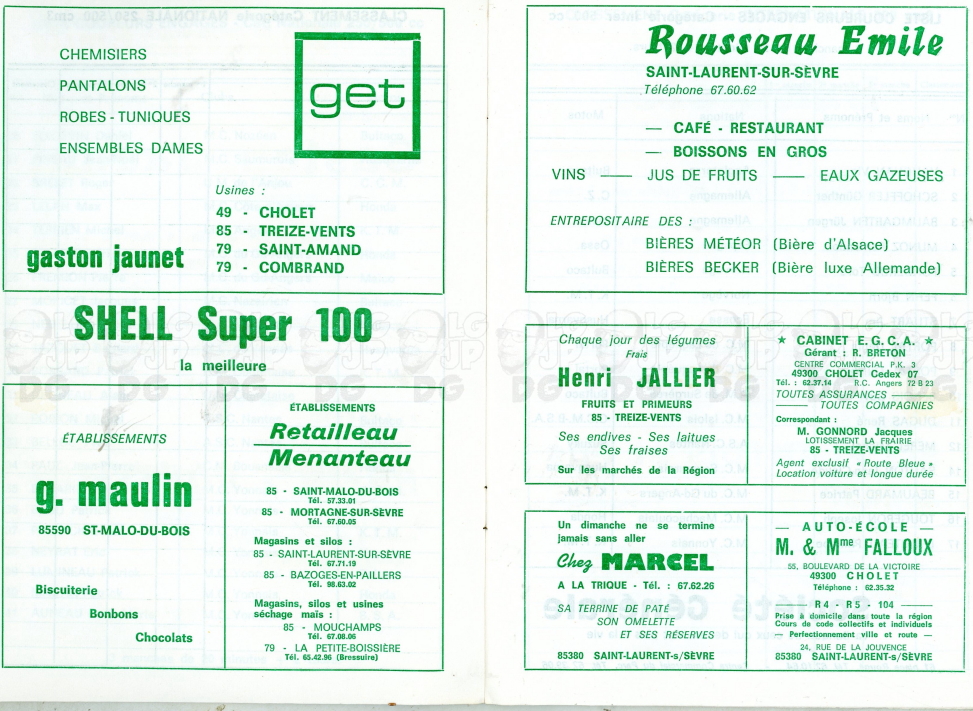 CHEMISIERS
PANTALONS
ROBES - TUNIQUES
ENSEMBLES DAMES
get
Usines :
49 - CHOLET
85 - TREIZE-VENTS
79 - SAINT-AMAND
79 - COMBRAND
gaston jaunet
SHELL Super 100
la meilleure
ÉTABLISSEMENTS
g. maulin
85590 ST-MALO-DU-BOIS
Biscuiterie
Bonbons
Chocolats
ÉTABLISSEMENTS
Retailleau
Menanteau
85 - SAINT-MALO-DU-BOIS
Tél. 57.33.01
85 - MORTAGNE-SUR-SÈVRE
Tél. 67.60.05
Magasins et silos :
85 - SAINT-LAURENT-SUR-SÈVRE
Tél. 67.71.19
85 - BAZOGES-EN-PAILLERS
Tél. 98.63.02
Magasins, silos et usines
séchage maïs :
85 - MOUCHAMPS
Tél. 67.08.06
79 - LA PETITE-BOISSIÈRE
Tél. 65.42.96 (Bressuire)
Rousseau Emile
SAINT-LAURENT-SUR-SÈVRE
Téléphone 67.60.62
— CAFÉ - RESTAURANT
— BOISSONS EN GROS
VINS — JUS DE FRUITS — EAUX GAZEUSES
ENTREPOSITAIRE DES :
BIÈRES MÉTÉOR (Bière d'Alsace)
BIÈRES BECKER (Bière luxe Allemande)
Chaque jour des légumes
Frais
Henri JALLIER
FRUITS ET PRIMEURS
85 - TREIZE-VENTS
Ses endives - Ses laitues
Ses fraises
Sur les marchés de la Région
★ CABINET E.G.C.A. ★
Gérant : R. BRETON
CENTRE COMMERCIAL P.K. 3
49300 CHOLET Cedex 07
Tél. : 62.37.14 R.C. Angers 72 B 23
TOUTES ASSURANCES —
— TOUTES COMPAGNIES
Correspondant :
M. GONNORD Jacques
LOTISSEMENT LA FRAIRIE
85 - TREIZE-VENTS
Agent exclusif « Route Bleue »
Location voiture et longue durée
Un dimanche ne se termine
jamais sans aller
Chez MARCEL
A LA TRIQUE - Tél. : 67.62.26
SA TERRINE DE PATÉ
SON OMELETTE
ET SES RÉSERVES
85380 SAINT-LAURENT-s/SÈVRE
— AUTO-ÉCOLE —
M. & Mme FALLOUX
55, BOULEVARD DE LA VICTOIRE
49300 CHOLET
Téléphone : 62.35.32
— R4 - R5 - 104 —
Prise à domicile dans toute la région
Cours de code collectifs et individuels
— Perfectionnement ville et route —
24, RUE DE LA JOUVENCE
85380 SAINT-LAURENT-s/SÈVRE